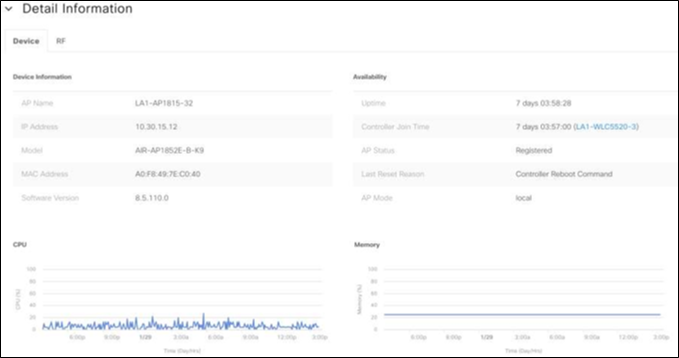 Detail Information
Device RF
Device Information
AP Name LA1-AP1815-32
IP Address 10.30.15.12
Model AIR-AP1852E-B-K9
MAC Address A0:F8:49:7E:C0:40
Software Version 8.5.110.0
Availability
Uptime 7 days 03:58:28
Controller Join Time 7 days 03:57:00 (LA1-WLC5520-3)
AP Status Registered
Last Reset Reason Controller Reboot Command
AP Mode local
CPU
100
80
60
40
20
0
CPU (%)
6:00p 9:00p 1/29 3:00a 6:00a 9:00a 12:00p 3:00p
Time (Day/Hrs)
Memory
100
80
60
40
20
0
Memory (%)
6:00p 9:00p 1/29 3:00a 6:00a 9:00a 12:00p 3:00p
Time (Day/Hrs)